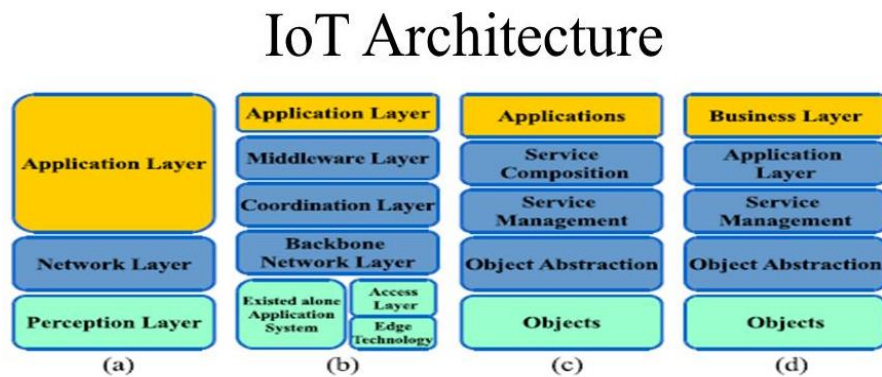 IoT Architecture
Application Layer
Network Layer
Perception Layer
(a)
Application Layer
Middleware Layer
Coordination Layer
Backbone
Network Layer
Existed alone
Application
System
Access
Layer
Edge
Technology
(b)
Applications
Service
Composition
Service
Management
Object Abstraction
Objects
(c)
Business Layer
Application
Layer
Service
Management
Object Abstraction
Objects
(d)